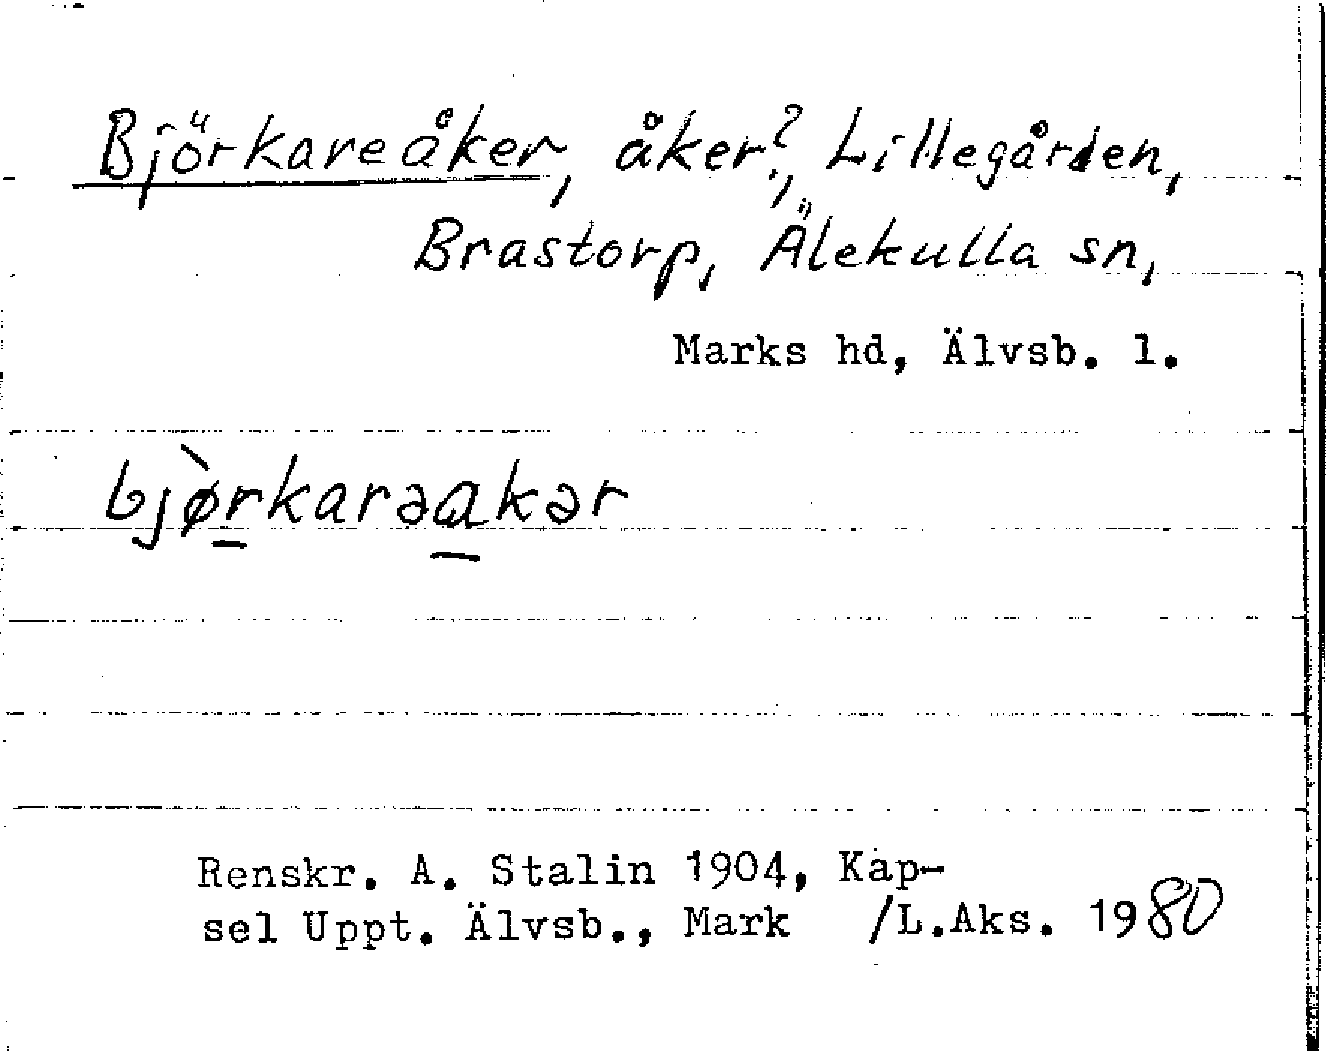 Björkareåker, åker?, Lillegården,
Brastorp, Älekulla sn,
Marks hd, Älvsb. l.
bjø̀rkarəakər
Renskr. A. Stalin 1904, Kap-
sel Uppt. Älvsb., Mark /L.Aks. 1980